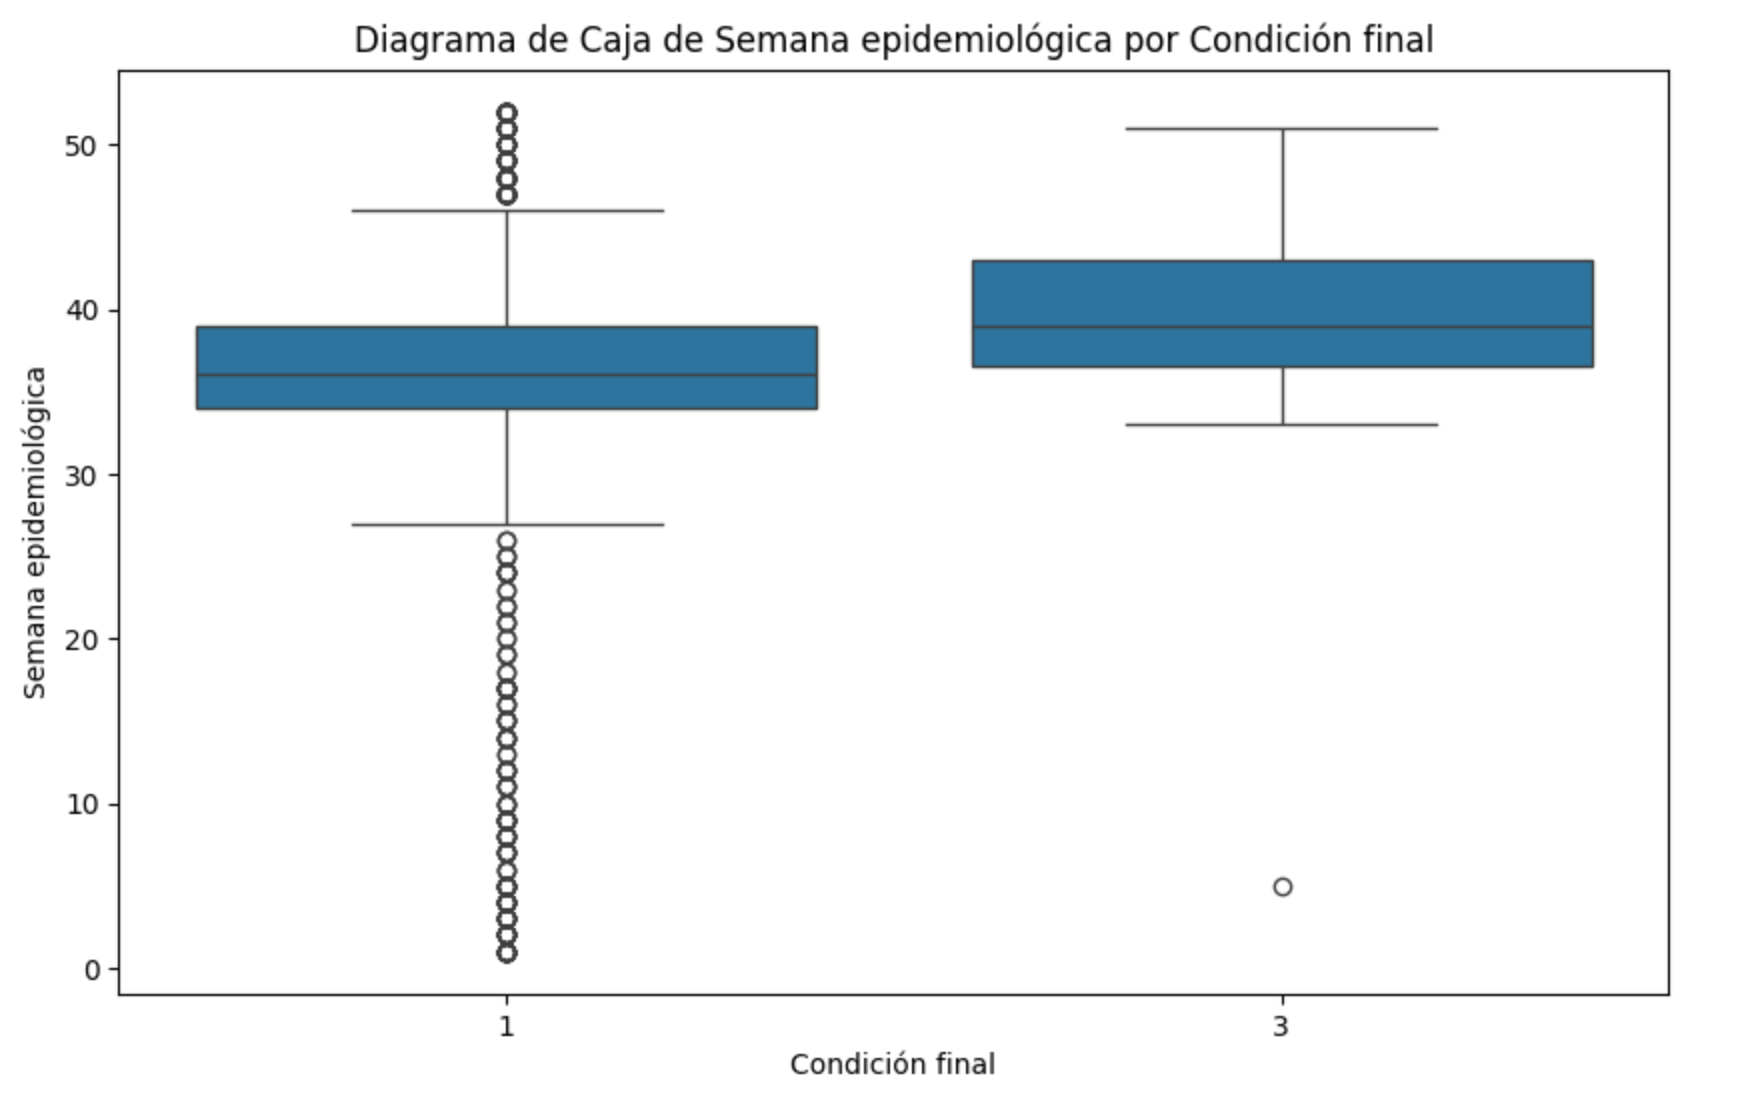 Diagrama de Caja de Semana epidemiológica por Condición final
50
40
30
20
10
0
Semana epidemiológica
1
3
Condición final